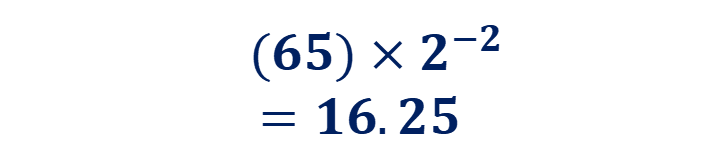 (65) × 2⁻²
= 16.25